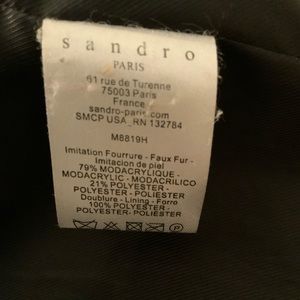 sandro
PARIS
61 rue de Turenne
75003 Paris
France
sandro-paris.com
SMCP USA_RN 132784
M8819H
Imitation Fourrure - Faux Fur -
Imitacion de piel
79% MODACRYLIQUE -
MODACRYLIC - MODACRILICO
21% POLYESTER -
POLYESTER - POLIESTER
Doublure - Lining - Forro
100% POLYESTER -
POLYESTER - POLIESTER
P